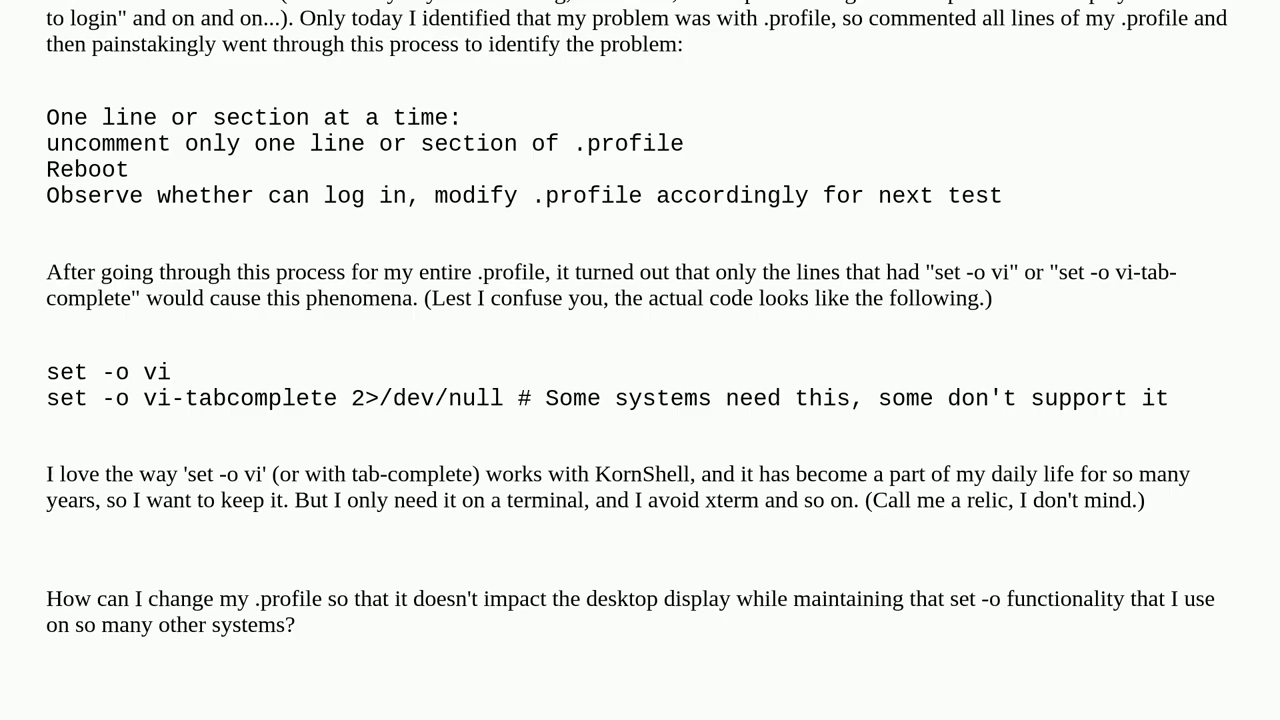 to login" and on and on...). Only today I identified that my problem was with .profile, so commented all lines of my .profile and
then painstakingly went through this process to identify the problem:
One line or section at a time:
uncomment only one line or section of .profile
Reboot
Observe whether can log in, modify .profile accordingly for next test
After going through this process for my entire .profile, it turned out that only the lines that had "set -o vi" or "set -o vi-tab-
complete" would cause this phenomena. (Lest I confuse you, the actual code looks like the following.)
set -o vi
set -o vi-tabcomplete 2>/dev/null # Some systems need this, some don't support it
I love the way 'set -o vi' (or with tab-complete) works with KornShell, and it has become a part of my daily life for so many
years, so I want to keep it. But I only need it on a terminal, and I avoid xterm and so on. (Call me a relic, I don't mind.)
How can I change my .profile so that it doesn't impact the desktop display while maintaining that set -o functionality that I use
on so many other systems?